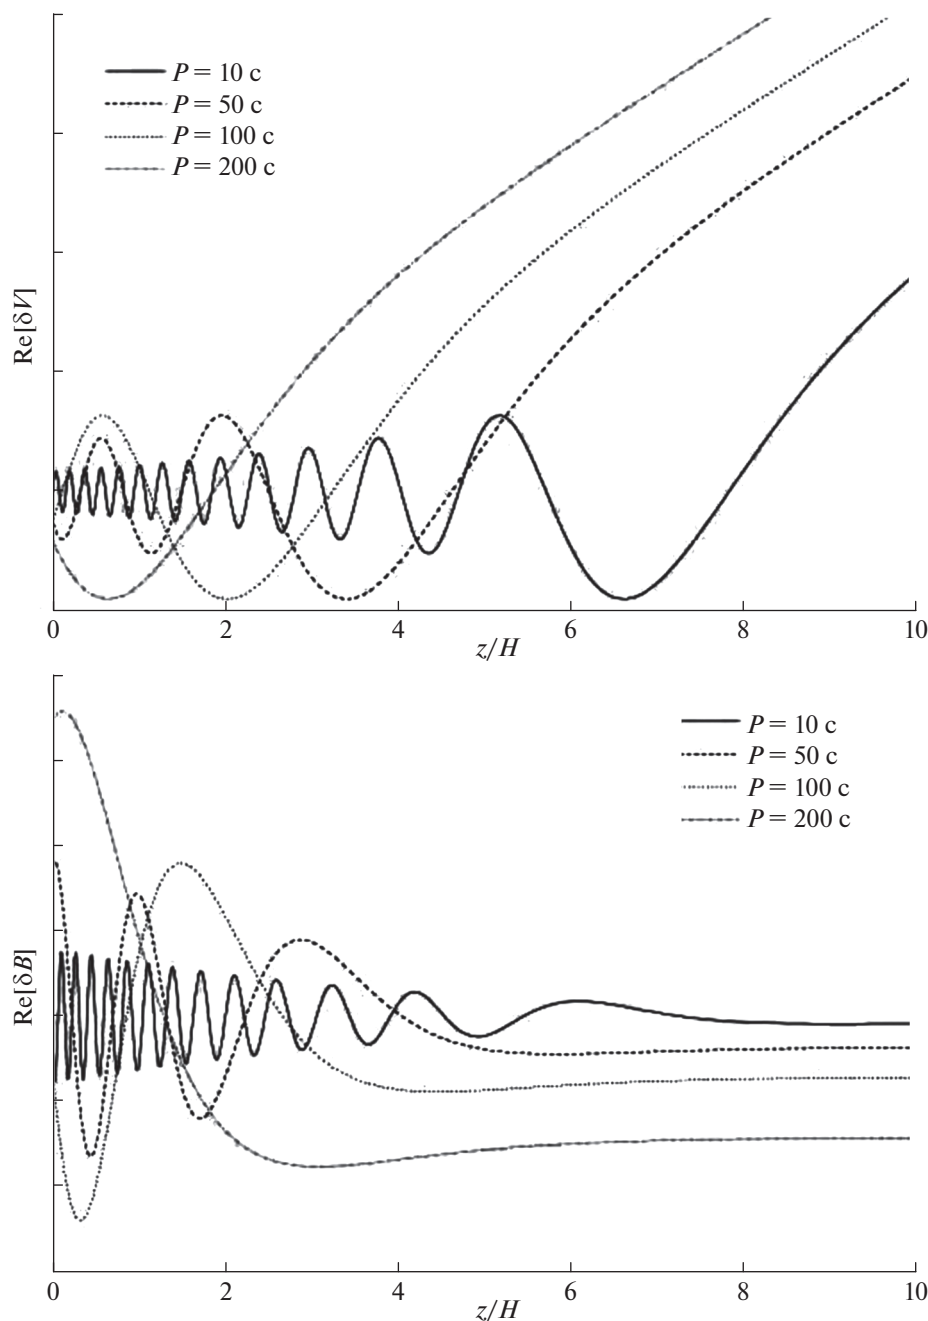 P = 10 c
P = 50 c
P = 100 c
P = 200 c
Re[δV]
0 2 4 6 8 10
z/H
P = 10 c
P = 50 c
P = 100 c
P = 200 c
Re[δB]
0 2 4 6 8 10
z/H